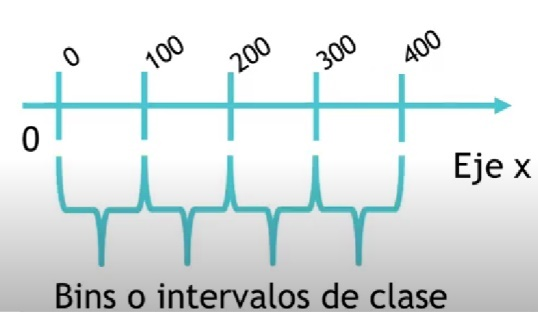 0 100 200 300 400
0
Eje x
Bins o intervalos de clase